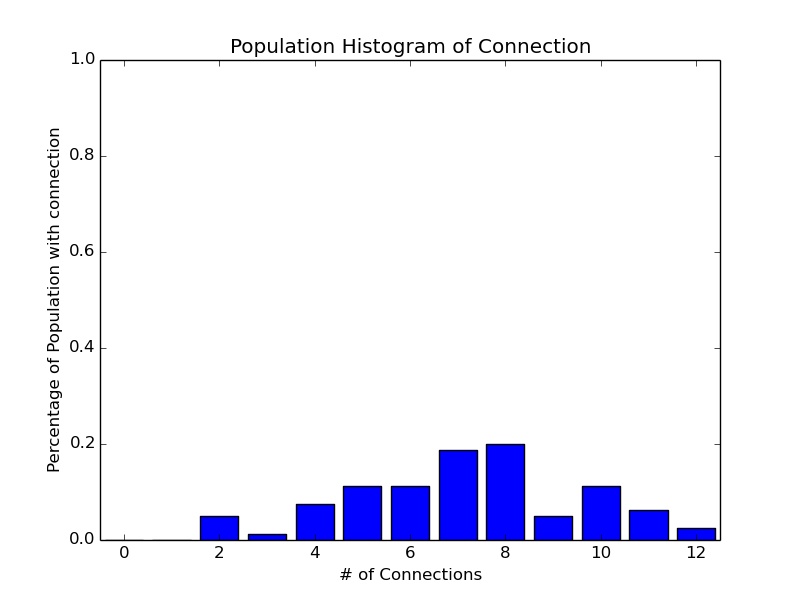 Population Histogram of Connection
1.0
0.8
0.6
0.4
0.2
0.0
Percentage of Population with connection
0 2 4 6 8 10 12
# of Connections